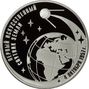 ПЕРВЫЙ ИСКУССТВЕННЫЙ
СПУТНИК ЗЕМЛИ
4 ОКТЯБРЯ 1957 Г.